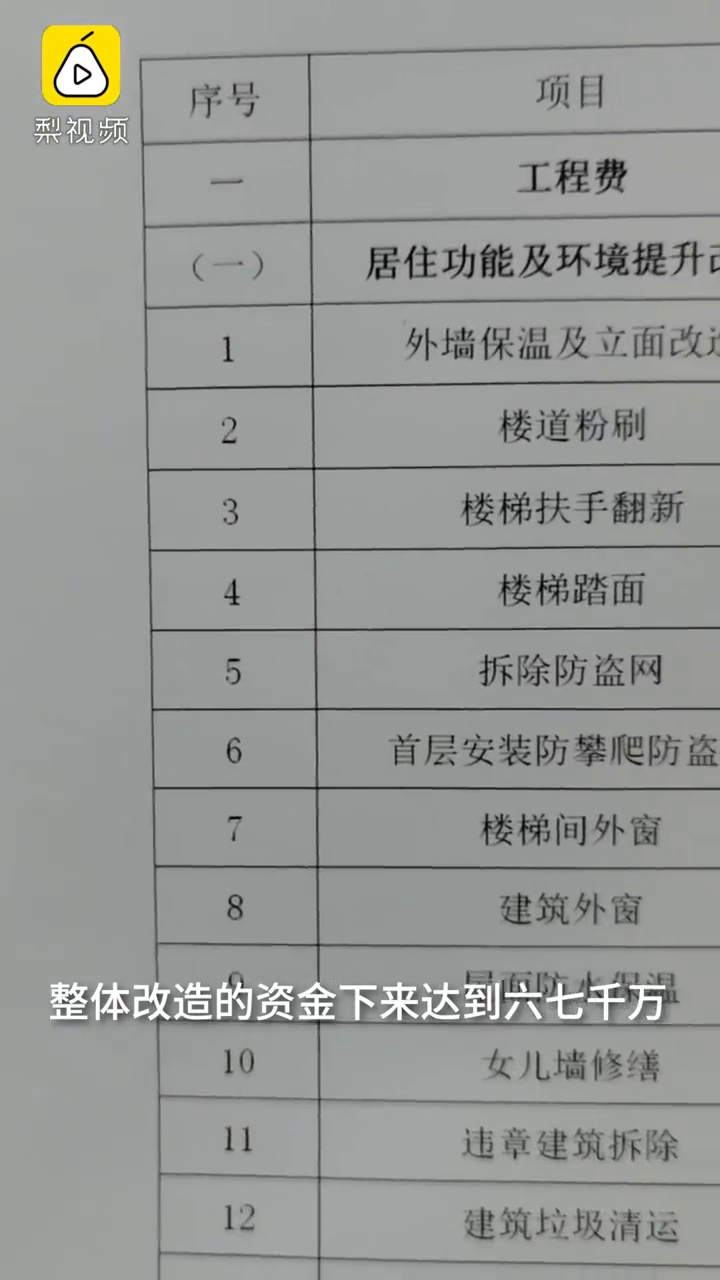 梨视频
序号 项目
一 工程费
（一） 居住功能及环境提升改
1 外墙保温及立面改造
2 楼道粉刷
3 楼梯扶手翻新
4 楼梯踏面
5 拆除防盗网
6 首层安装防攀爬防盗
7 楼梯间外窗
8 建筑外窗
9 屋面防水保温
整体改造的资金下来达到六七千万
10 女儿墙修缮
11 违章建筑拆除
12 建筑垃圾清运